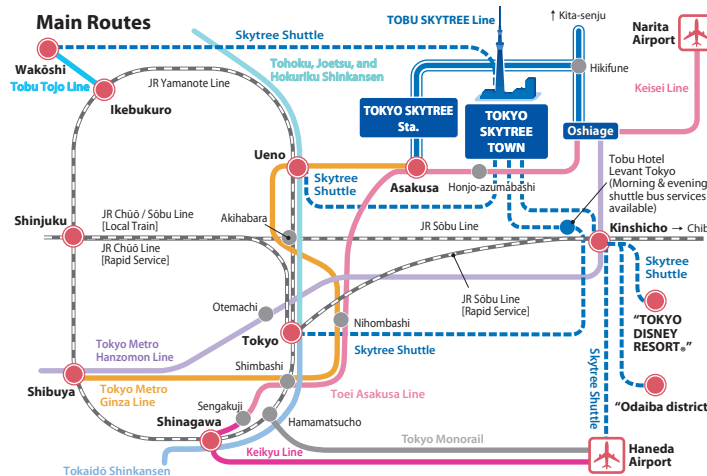 Main Routes
Skytree Shuttle
TOBU SKYTREE Line
↑ Kita-senju
Narita
Airport
Wakōshi
Tobu Tojo Line
Ikebukuro
JR Yamanote Line
Tohoku, Joetsu, and
Hokuriku Shinkansen
Hikifune
Keisei Line
TOKYO SKYTREE
Sta.
TOKYO
SKYTREE
TOWN
Oshiage
Ueno
Skytree
Shuttle
Asakusa
Honjo-azumabashi
Tobu Hotel
Levant Tokyo
(Morning & evening
shuttle bus services
available)
Shinjuku
JR Chūō / Sōbu Line
[Local Train]
JR Chūō Line
[Rapid Service]
Akihabara
JR Sōbu Line
Kinshicho → Chib
Skytree
Shuttle
JR Sōbu Line
[Rapid Service]
Otemachi
Tokyo
Nihombashi
Skytree Shuttle
"TOKYO
DISNEY
RESORT®"
Tokyo Metro
Hanzomon Line
Shimbashi
Shibuya
Tokyo Metro
Ginza Line
Toei Asakusa Line
Skytree Shuttle
"Odaiba district"
Sengakuji
Shinagawa
Hamamatsucho
Tokyo Monorail
Keikyu Line
Haneda
Airport
Tokaidō Shinkansen